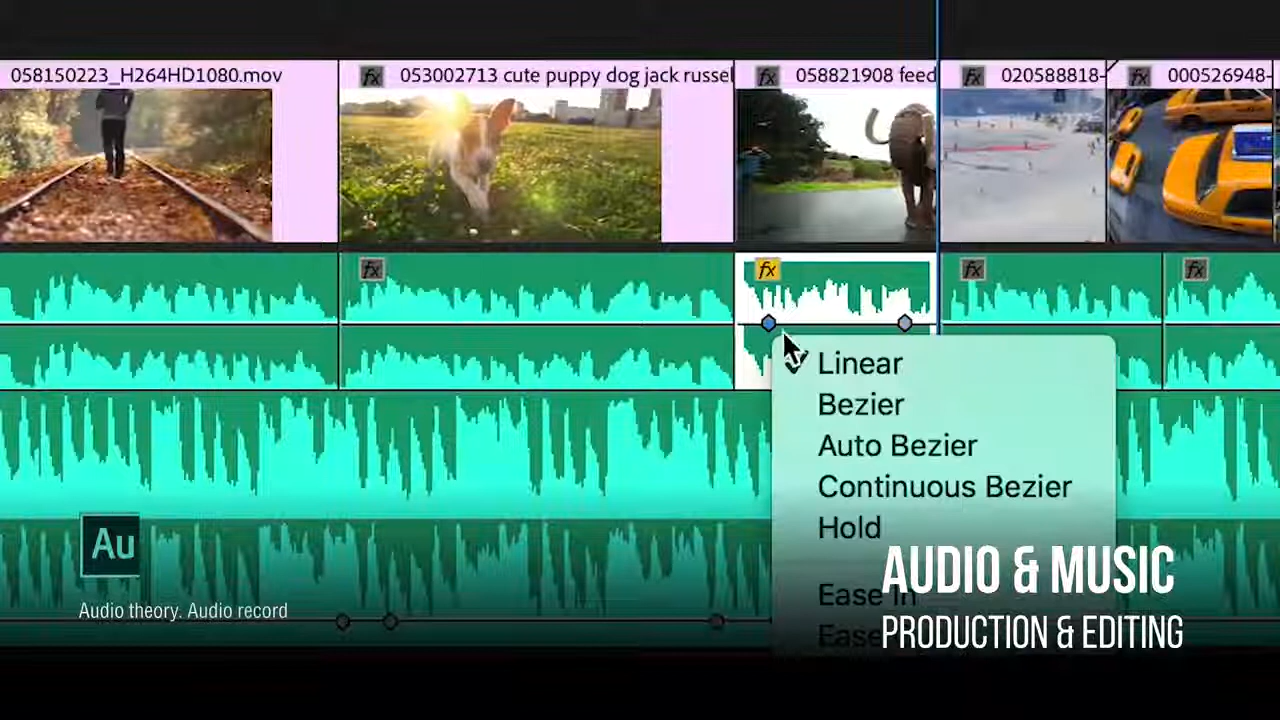 058150223_H264HD1080.mov
fx 053002713 cute puppy dog jack russel
fx 058821908 feed
fx 020588818-
fx 000526948-
fx
fx
fx
fx
Linear
Bezier
Auto Bezier
Continuous Bezier
Hold
Ease In
Ease
Au
Audio theory. Audio record
AUDIO & MUSIC
PRODUCTION & EDITING